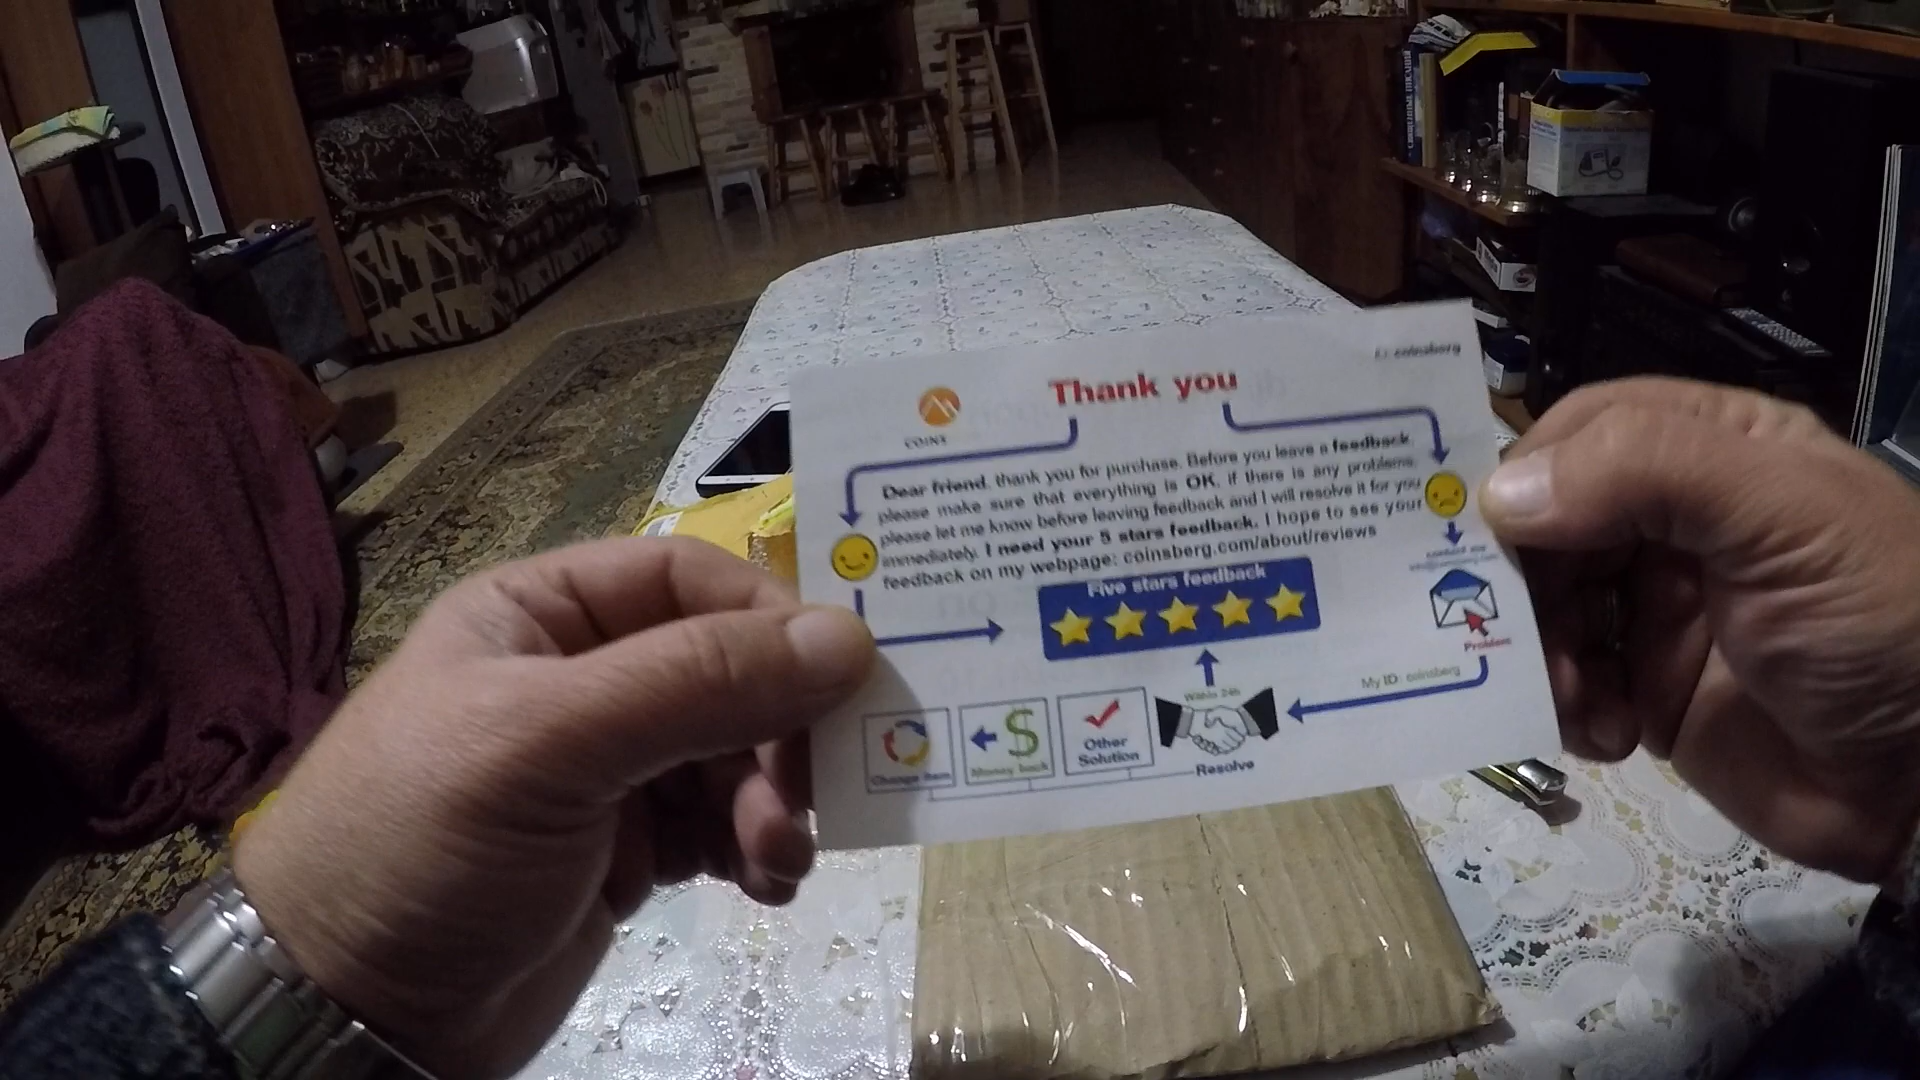 coinsberg
Thank you
COINS
Dear friend, thank you for purchase. Before you leave a feedback,
please make sure that everything is OK, if there is any problems,
please let me know before leaving feedback and I will resolve it for you
immediately. I need your 5 stars feedback. I hope to see your
feedback on my webpage: coinsberg.com/about/reviews
Five stars feedback
contact me
Problem
My ID: coinsberg
Within 24h
Change item
Money back
Other
Solution
Resolve